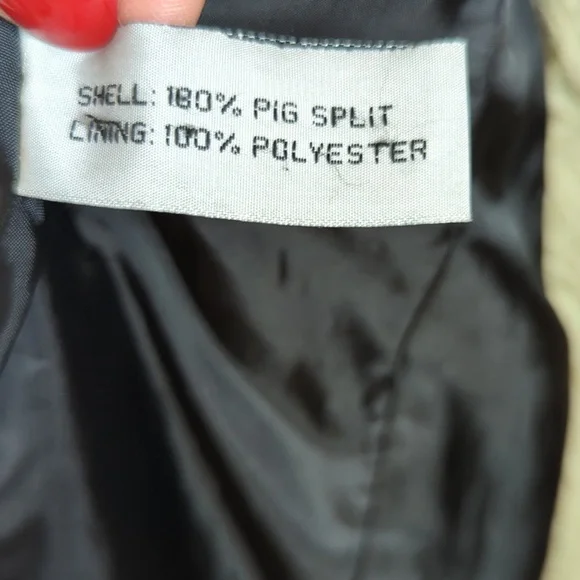 SHELL: 100% PIG SPLIT
LINING: 100% POLYESTER